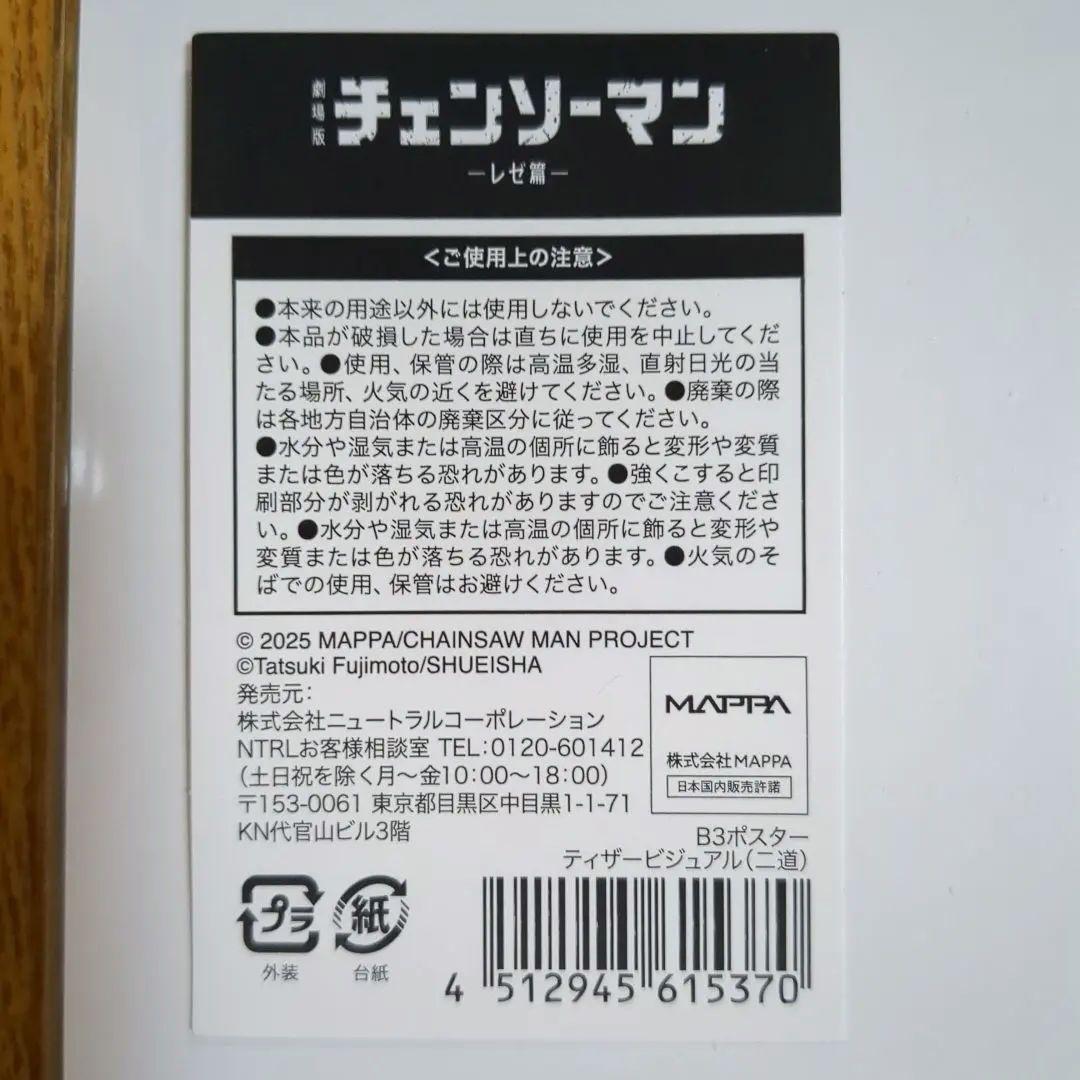 劇場版 チェンソーマン
―レゼ篇―
＜ご使用上の注意＞
●本来の用途以外には使用しないでください。
●本品が破損した場合は直ちに使用を中止してくだ
さい。●使用、保管の際は高温多湿、直射日光の当
たる場所、火気の近くを避けてください。●廃棄の際
は各地方自治体の廃棄区分に従ってください。
●水分や湿気または高温の個所に飾ると変形や変質
または色が落ちる恐れがあります。●強くこすると印
刷部分が剥がれる恐れがありますのでご注意くださ
い。●水分や湿気または高温の個所に飾ると変形や
変質または色が落ちる恐れがあります。●火気のそ
ばでの使用、保管はお避けください。
© 2025 MAPPA/CHAINSAW MAN PROJECT
©Tatsuki Fujimoto/SHUEISHA
発売元：
株式会社ニュートラルコーポレーション
NTRLお客様相談室 TEL：0120-601412
（土日祝を除く月～金10：00～18：00）
〒153-0061 東京都目黒区中目黒1-1-71
KN代官山ビル3階
MAPPA
株式会社MAPPA
日本国内販売許諾
B3ポスター
ティザービジュアル（二道）
プラ
外装
紙
台紙
4 512945 615370